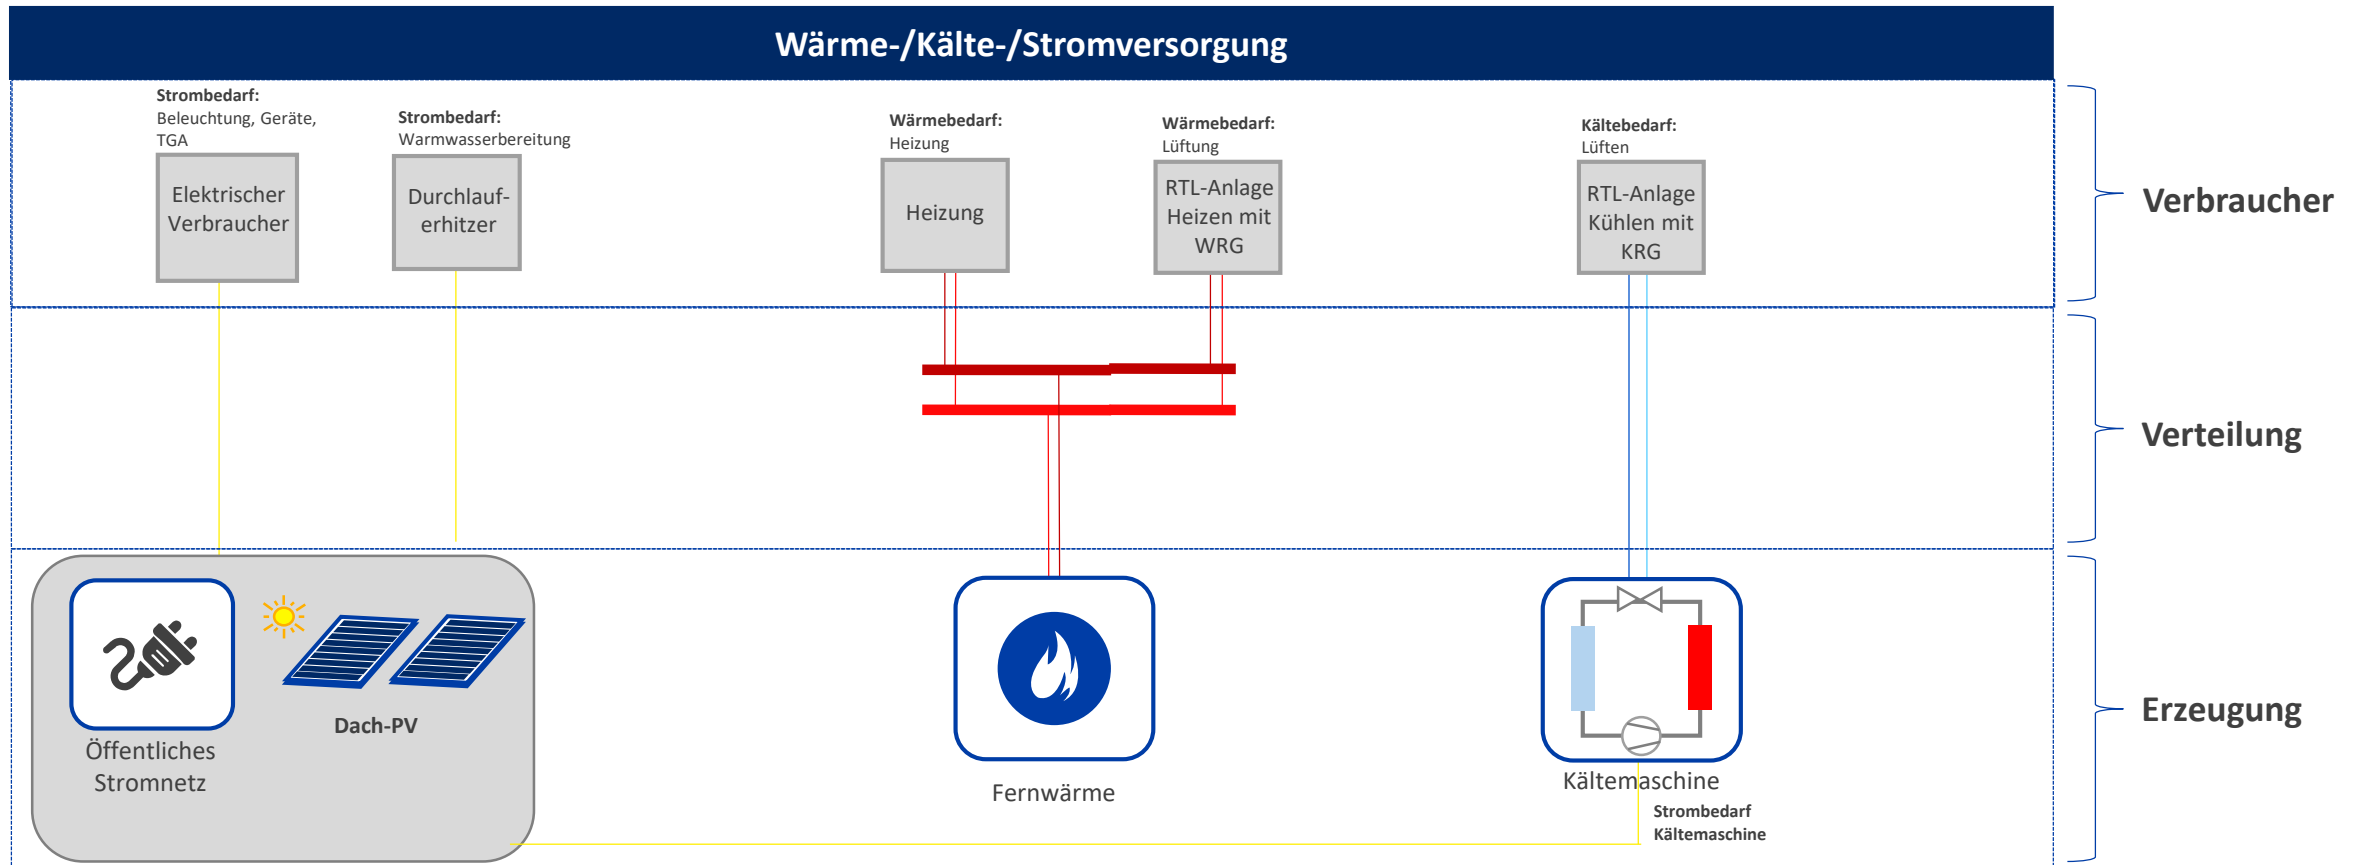 Wärme-/Kälte-/Stromversorgung
Strombedarf:
Beleuchtung, Geräte,
TGA
Elektrischer
Verbraucher
Strombedarf:
Warmwasserbereitung
Durchlauf-
erhitzer
Wärmebedarf:
Heizung
Heizung
Wärmebedarf:
Lüftung
RTL-Anlage
Heizen mit
WRG
Kältebedarf:
Lüften
RTL-Anlage
Kühlen mit
KRG
Verbraucher
Verteilung
Öffentliches
Stromnetz
Dach-PV
Fernwärme
Kältemaschine
Strombedarf
Kältemaschine
Erzeugung